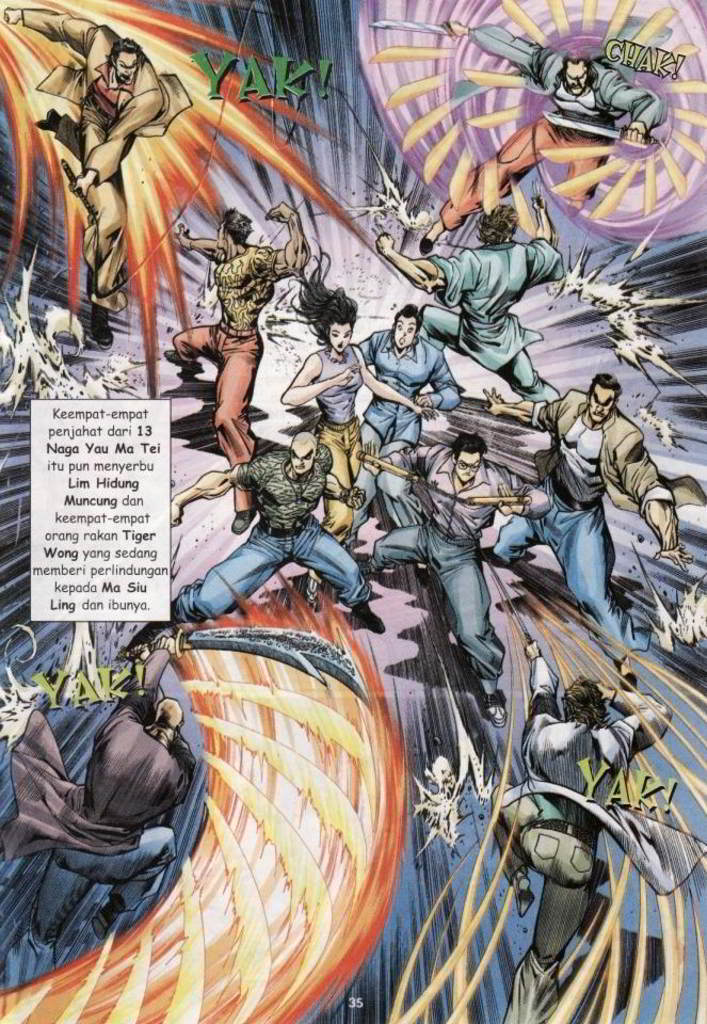 YAK!
CHAK!
Keempat-empat
penjahat dari 13
Naga Yau Ma Tei
itu pun menyerbu
Lim Hidung
Muncung dan
keempat-empat
orang rakan Tiger
Wong yang sedang
memberi perlindungan
kepada Ma Siu
Ling dan ibunya.
YAK!
YAK!
35